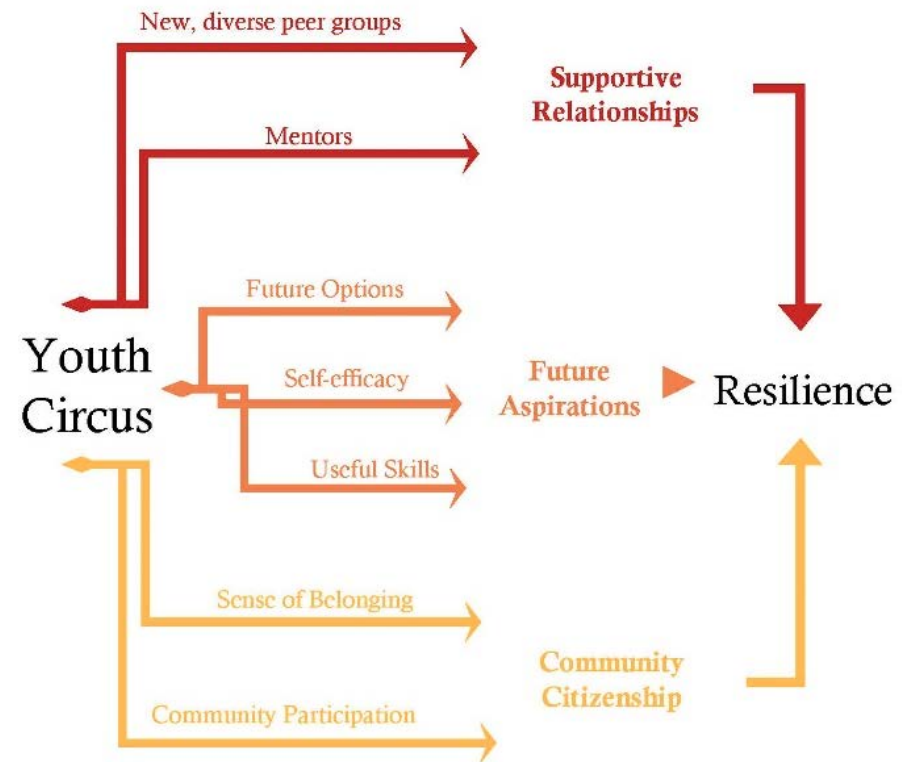 New, diverse peer groups
Supportive
Relationships
Mentors
Future Options
Youth
Circus
Self-efficacy
Future
Aspirations
Resilience
Useful Skills
Sense of Belonging
Community
Citizenship
Community Participation